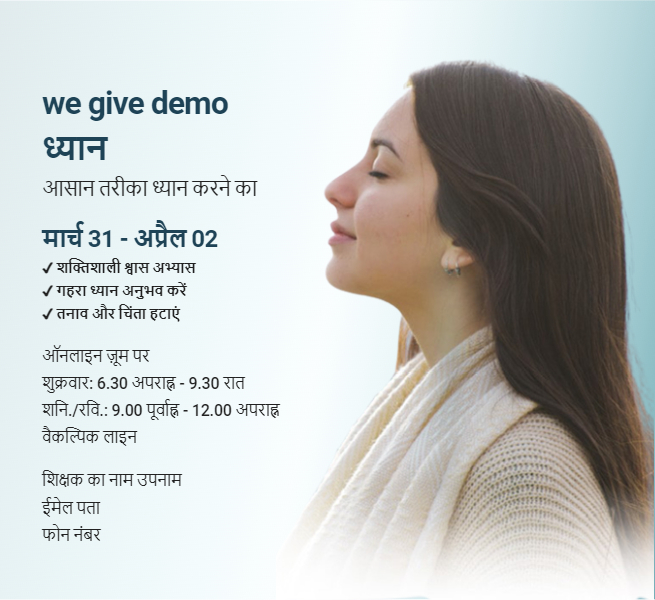 we give demo
ध्यान
आसान तरीका ध्यान करने का
मार्च 31 - अप्रैल 02
✓ शक्तिशाली श्वास अभ्यास
✓ गहरा ध्यान अनुभव करें
✓ तनाव और चिंता हटाएं
ऑनलाइन ज़ूम पर
शुक्रवार: 6.30 अपराह्न - 9.30 रात
शनि./रवि.: 9.00 पूर्वाह्न - 12.00 अपराह्न
वैकल्पिक लाइन
शिक्षक का नाम उपनाम
ईमेल पता
फोन नंबर